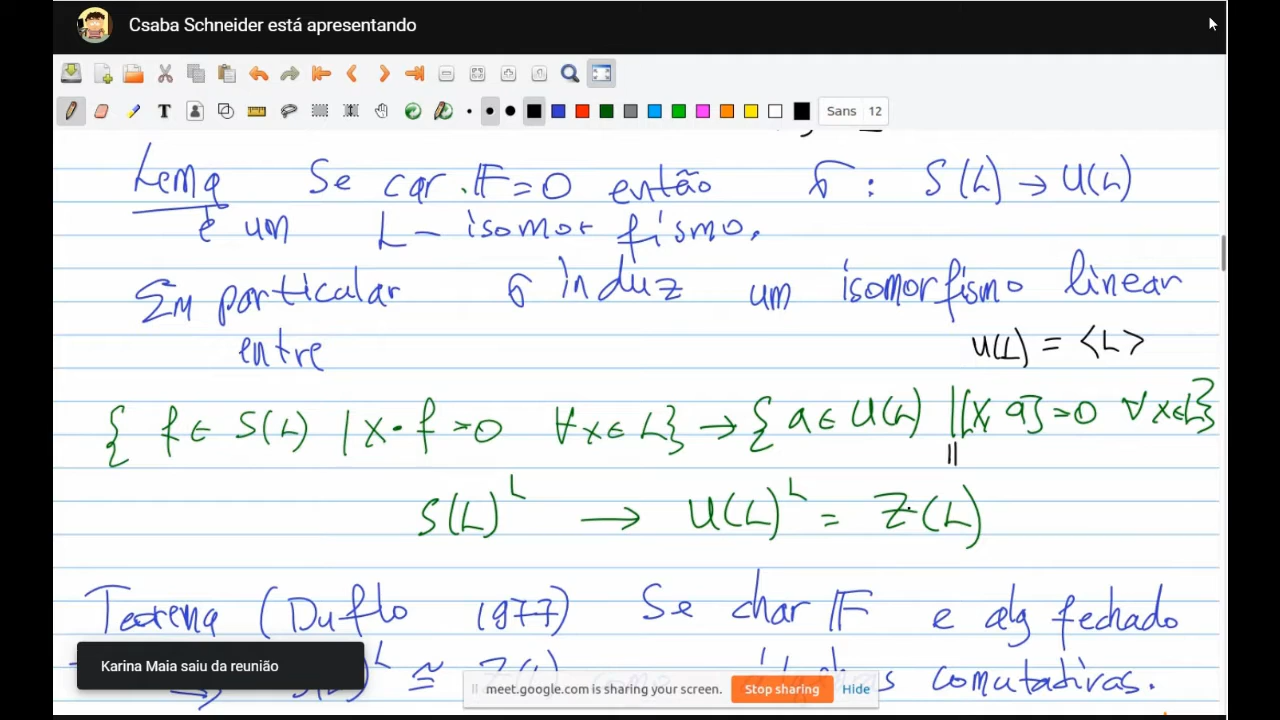 Csaba Schneider está apresentando
T
Sans 12
Lema Se car F = 0 então σ : S(L) → U(L)
é um L - isomorfismo.
Em particular σ induz um isomorfismo linear
entre
U(L) = <L>
{ f ∈ S(L) | x · f = 0 ∀x ∈ L} → { a ∈ U(L) | [x, a] = 0 ∀x∈L}
||
S(L)^L → U(L)^L = Z(L)
Teorema (Duflo 1977) Se char F e alg fechado
Karina Maia saiu da reunião
≅ comutativas.
meet.google.com is sharing your screen. Stop sharing Hide